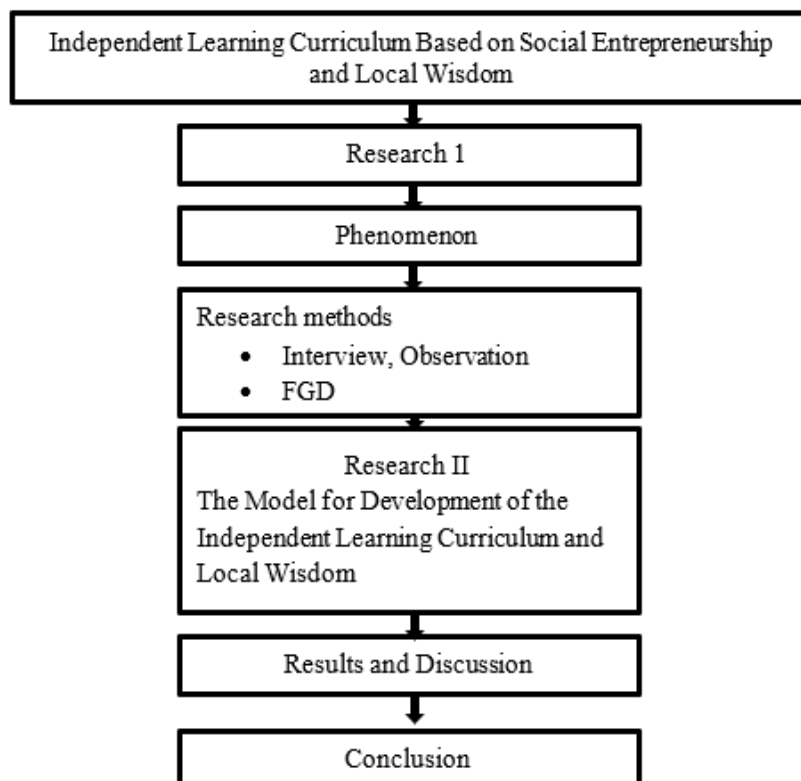 Independent Learning Curriculum Based on Social Entrepreneurship
and Local Wisdom
Research 1
Phenomenon
Research methods
• Interview, Observation
• FGD
Research II
The Model for Development of the
Independent Learning Curriculum and
Local Wisdom
Results and Discussion
Conclusion